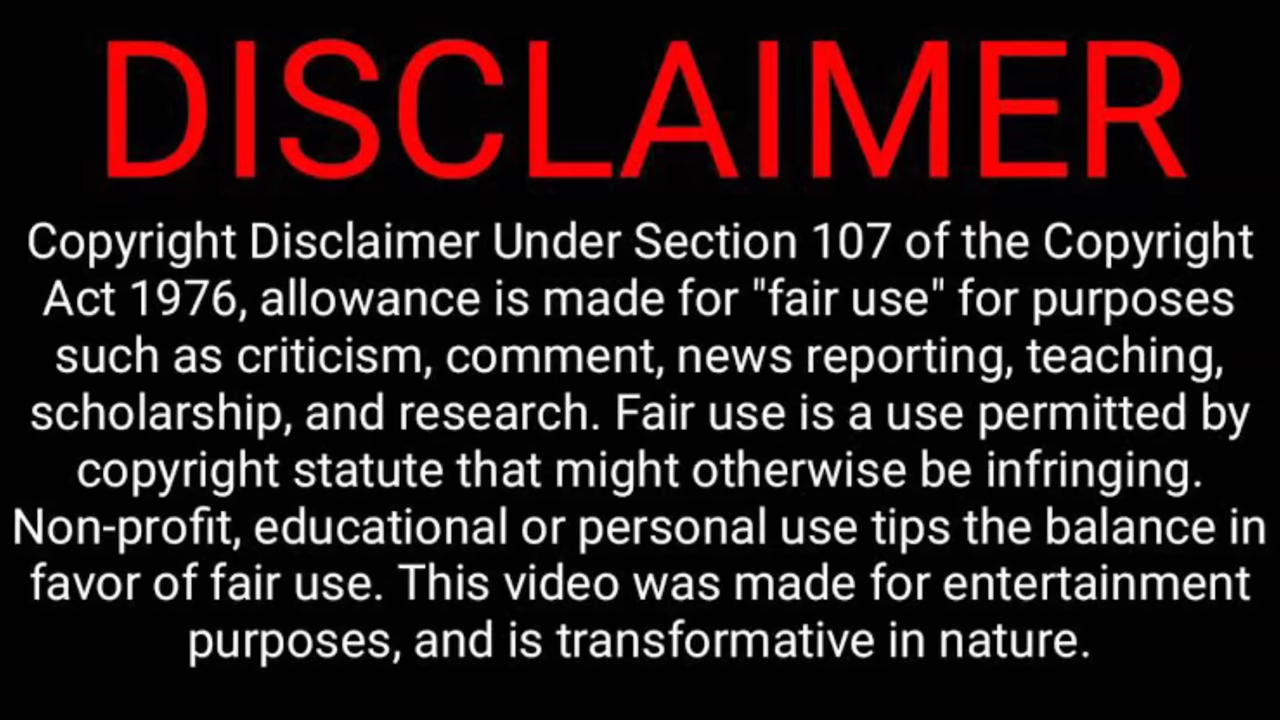 DISCLAIMER
Copyright Disclaimer Under Section 107 of the Copyright
Act 1976, allowance is made for "fair use" for purposes
such as criticism, comment, news reporting, teaching,
scholarship, and research. Fair use is a use permitted by
copyright statute that might otherwise be infringing.
Non-profit, educational or personal use tips the balance in
favor of fair use. This video was made for entertainment
purposes, and is transformative in nature.